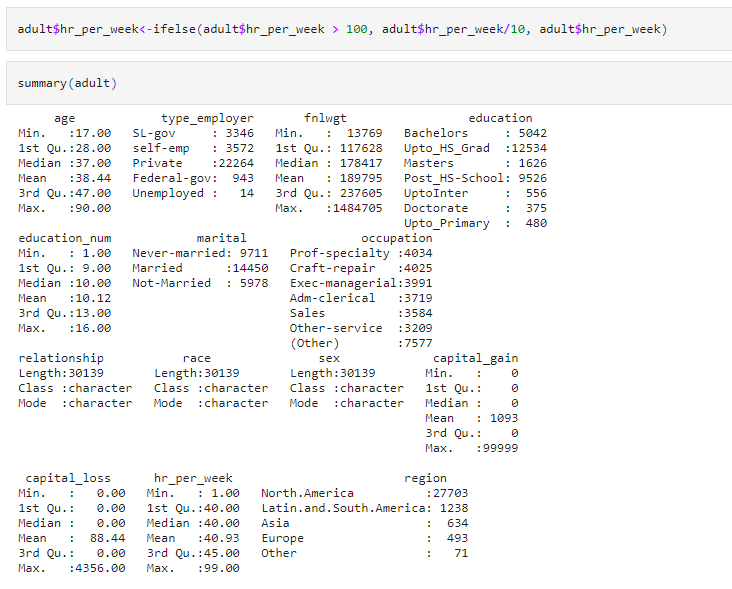 adult$hr_per_week<-ifelse(adult$hr_per_week > 100, adult$hr_per_week/10, adult$hr_per_week)
summary(adult)
     age            type_employer       fnlwgt                education
Min.   :17.00   SL-gov     : 3346   Min.   :  13769   Bachelors     : 5042
1st Qu.:28.00   self-emp   : 3572   1st Qu.: 117628   Upto_HS_Grad  :12534
Median :37.00   Private    :22264   Median : 178417   Masters       : 1626
Mean   :38.44   Federal-gov:  943   Mean   : 189795   Post_HS-School: 9526
3rd Qu.:47.00   Unemployed :   14   3rd Qu.: 237605   UptoInter     :  556
Max.   :90.00                       Max.   :1484705   Doctorate     :  375
                                                      Upto_Primary  :  480
education_num            marital                occupation
Min.   : 1.00   Never-married: 9711   Prof-specialty :4034
1st Qu.: 9.00   Married      :14450   Craft-repair   :4025
Median :10.00   Not-Married  : 5978   Exec-managerial:3991
Mean   :10.12                         Adm-clerical   :3719
3rd Qu.:13.00                         Sales          :3584
Max.   :16.00                         Other-service  :3209
                                      (Other)        :7577
relationship           race               sex             capital_gain
Length:30139       Length:30139       Length:30139       Min.   :    0
Class :character   Class :character   Class :character   1st Qu.:    0
Mode  :character   Mode  :character   Mode  :character   Median :    0
                                                         Mean   : 1093
                                                         3rd Qu.:    0
                                                         Max.   :99999
 capital_loss      hr_per_week                        region
Min.   :   0.00   Min.   : 1.00   North.America          :27703
1st Qu.:   0.00   1st Qu.:40.00   Latin.and.South.America: 1238
Median :   0.00   Median :40.00   Asia                   :  634
Mean   :  88.44   Mean   :40.93   Europe                 :  493
3rd Qu.:   0.00   3rd Qu.:45.00   Other                  :   71
Max.   :4356.00   Max.   :99.00